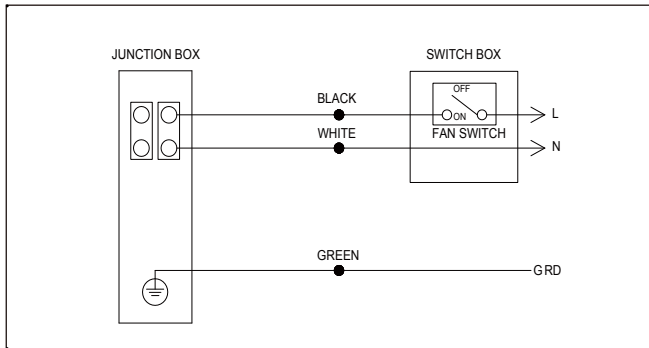 JUNCTION BOX
SWITCH BOX
OFF
BLACK
ON
L
WHITE
FAN SWITCH
N
GREEN
GRD